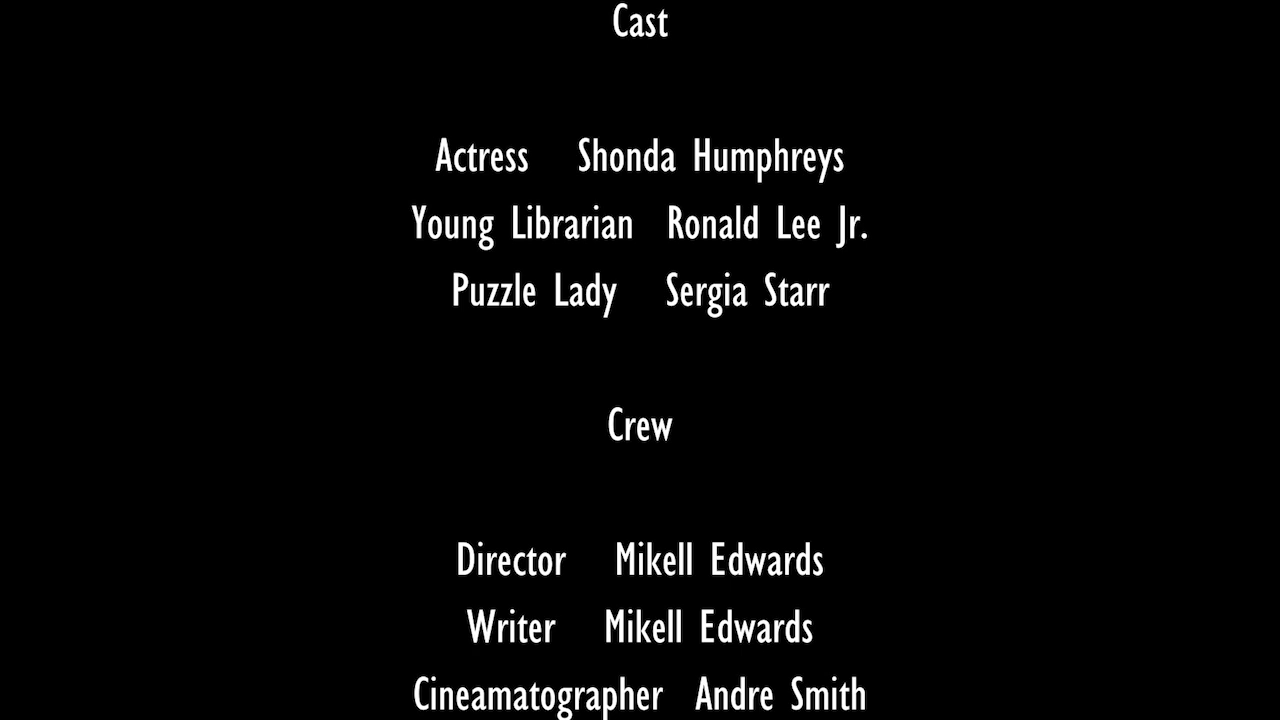 Cast
Actress Shonda Humphreys
Young Librarian Ronald Lee Jr.
Puzzle Lady Sergia Starr
Crew
Director Mikell Edwards
Writer Mikell Edwards
Cineamatographer Andre Smith